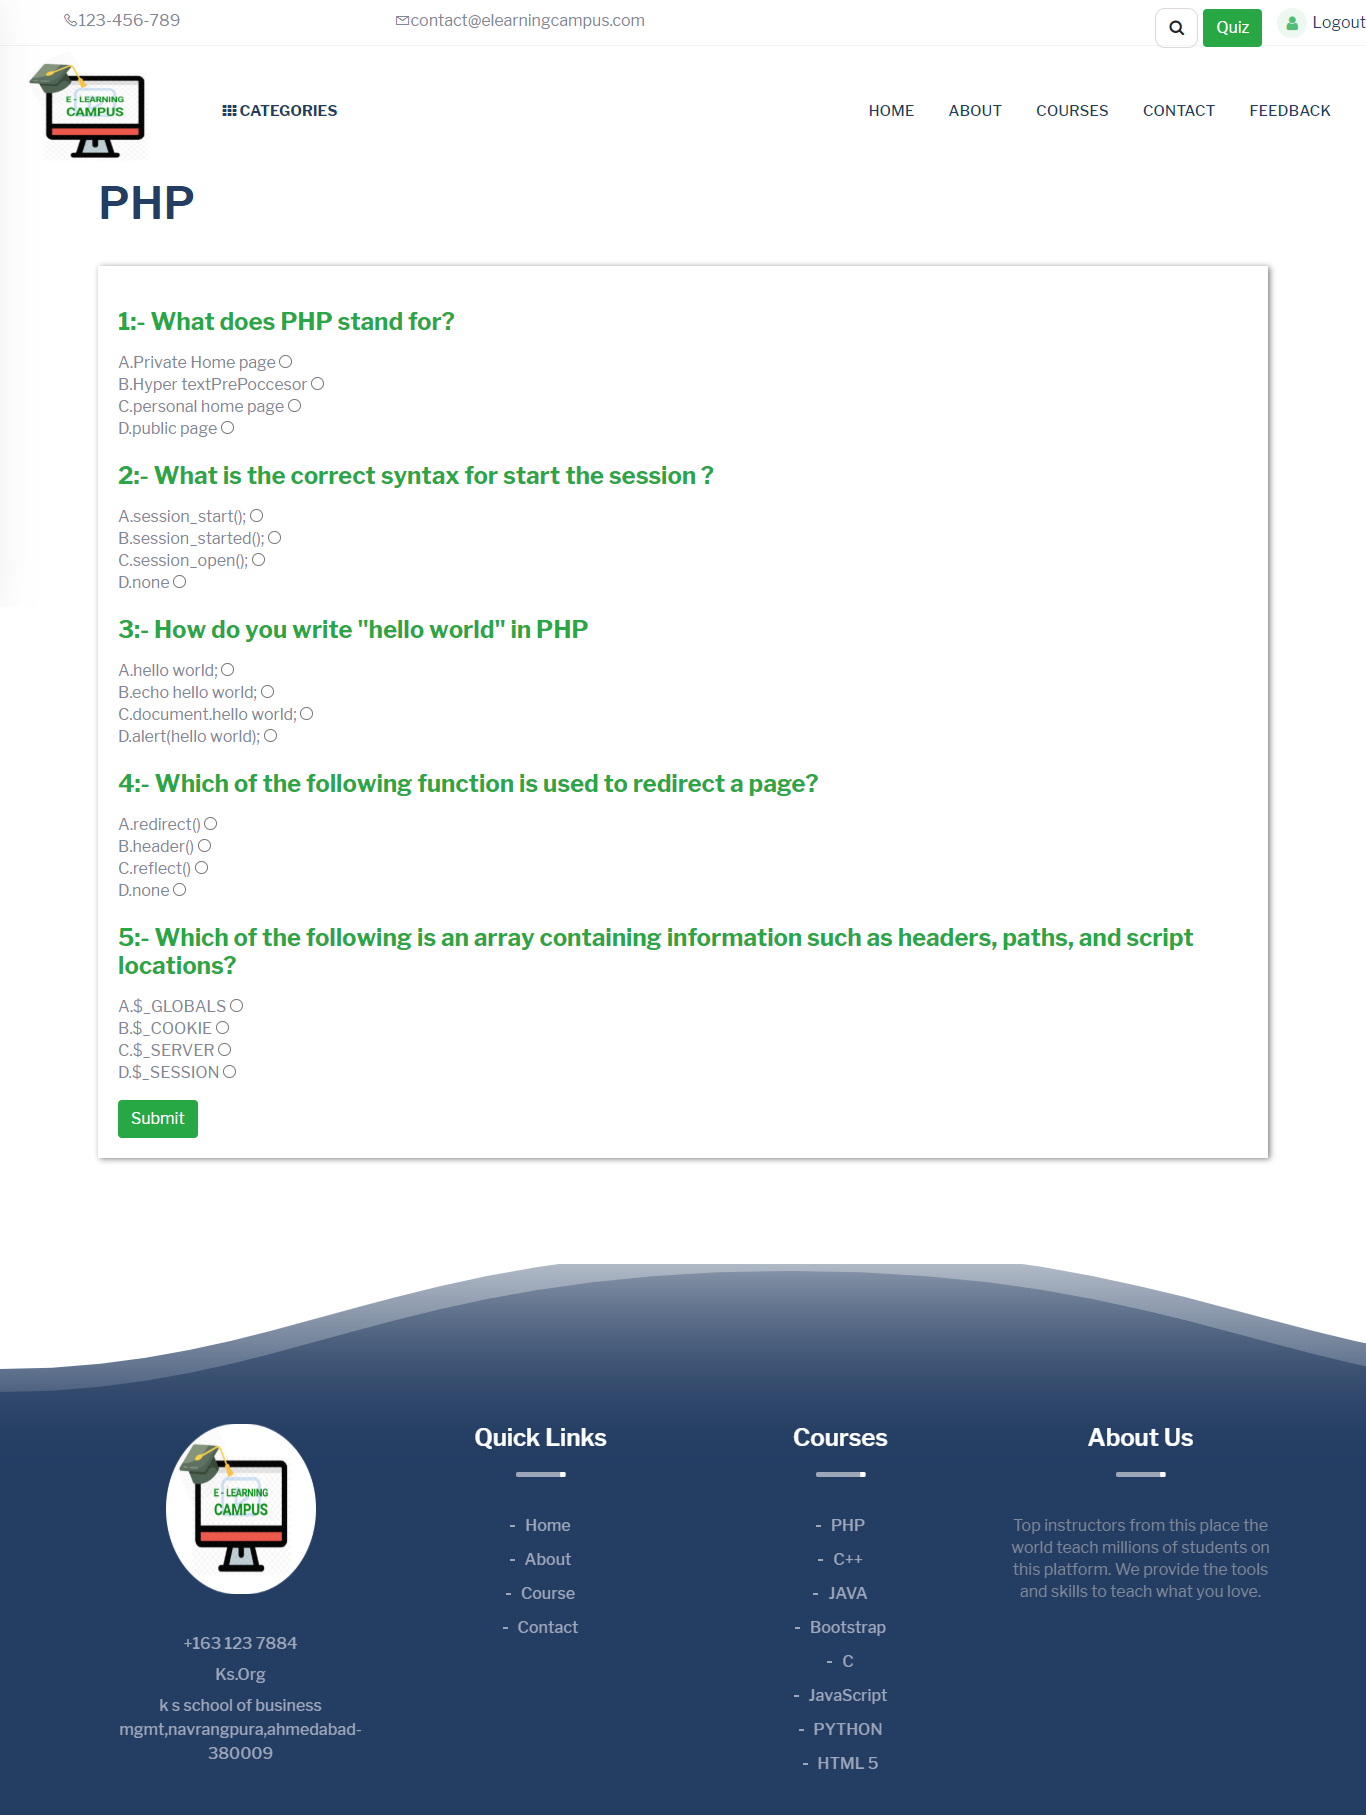 123-456-789
contact@elearningcampus.com
Quiz
Logout
E - LEARNING
CAMPUS
CATEGORIES
HOME
ABOUT
COURSES
CONTACT
FEEDBACK
PHP
1:- What does PHP stand for?
A.Private Home page
B.Hyper textPrePoccesor
C.personal home page
D.public page
2:- What is the correct syntax for start the session ?
A.session_start();
B.session_started();
C.session_open();
D.none
3:- How do you write "hello world" in PHP
A.hello world;
B.echo hello world;
C.document.hello world;
D.alert(hello world);
4:- Which of the following function is used to redirect a page?
A.redirect()
B.header()
C.reflect()
D.none
5:- Which of the following is an array containing information such as headers, paths, and script
locations?
A.$_GLOBALS
B.$_COOKIE
C.$_SERVER
D.$_SESSION
Submit
E - LEARNING
CAMPUS
+163 123 7884
Ks.Org
k s school of business
mgmt,navrangpura,ahmedabad-
380009
Quick Links
- Home
- About
- Course
- Contact
Courses
- PHP
- C++
- JAVA
- Bootstrap
- C
- JavaScript
- PYTHON
- HTML 5
About Us
Top instructors from this place the
world teach millions of students on
this platform. We provide the tools
and skills to teach what you love.